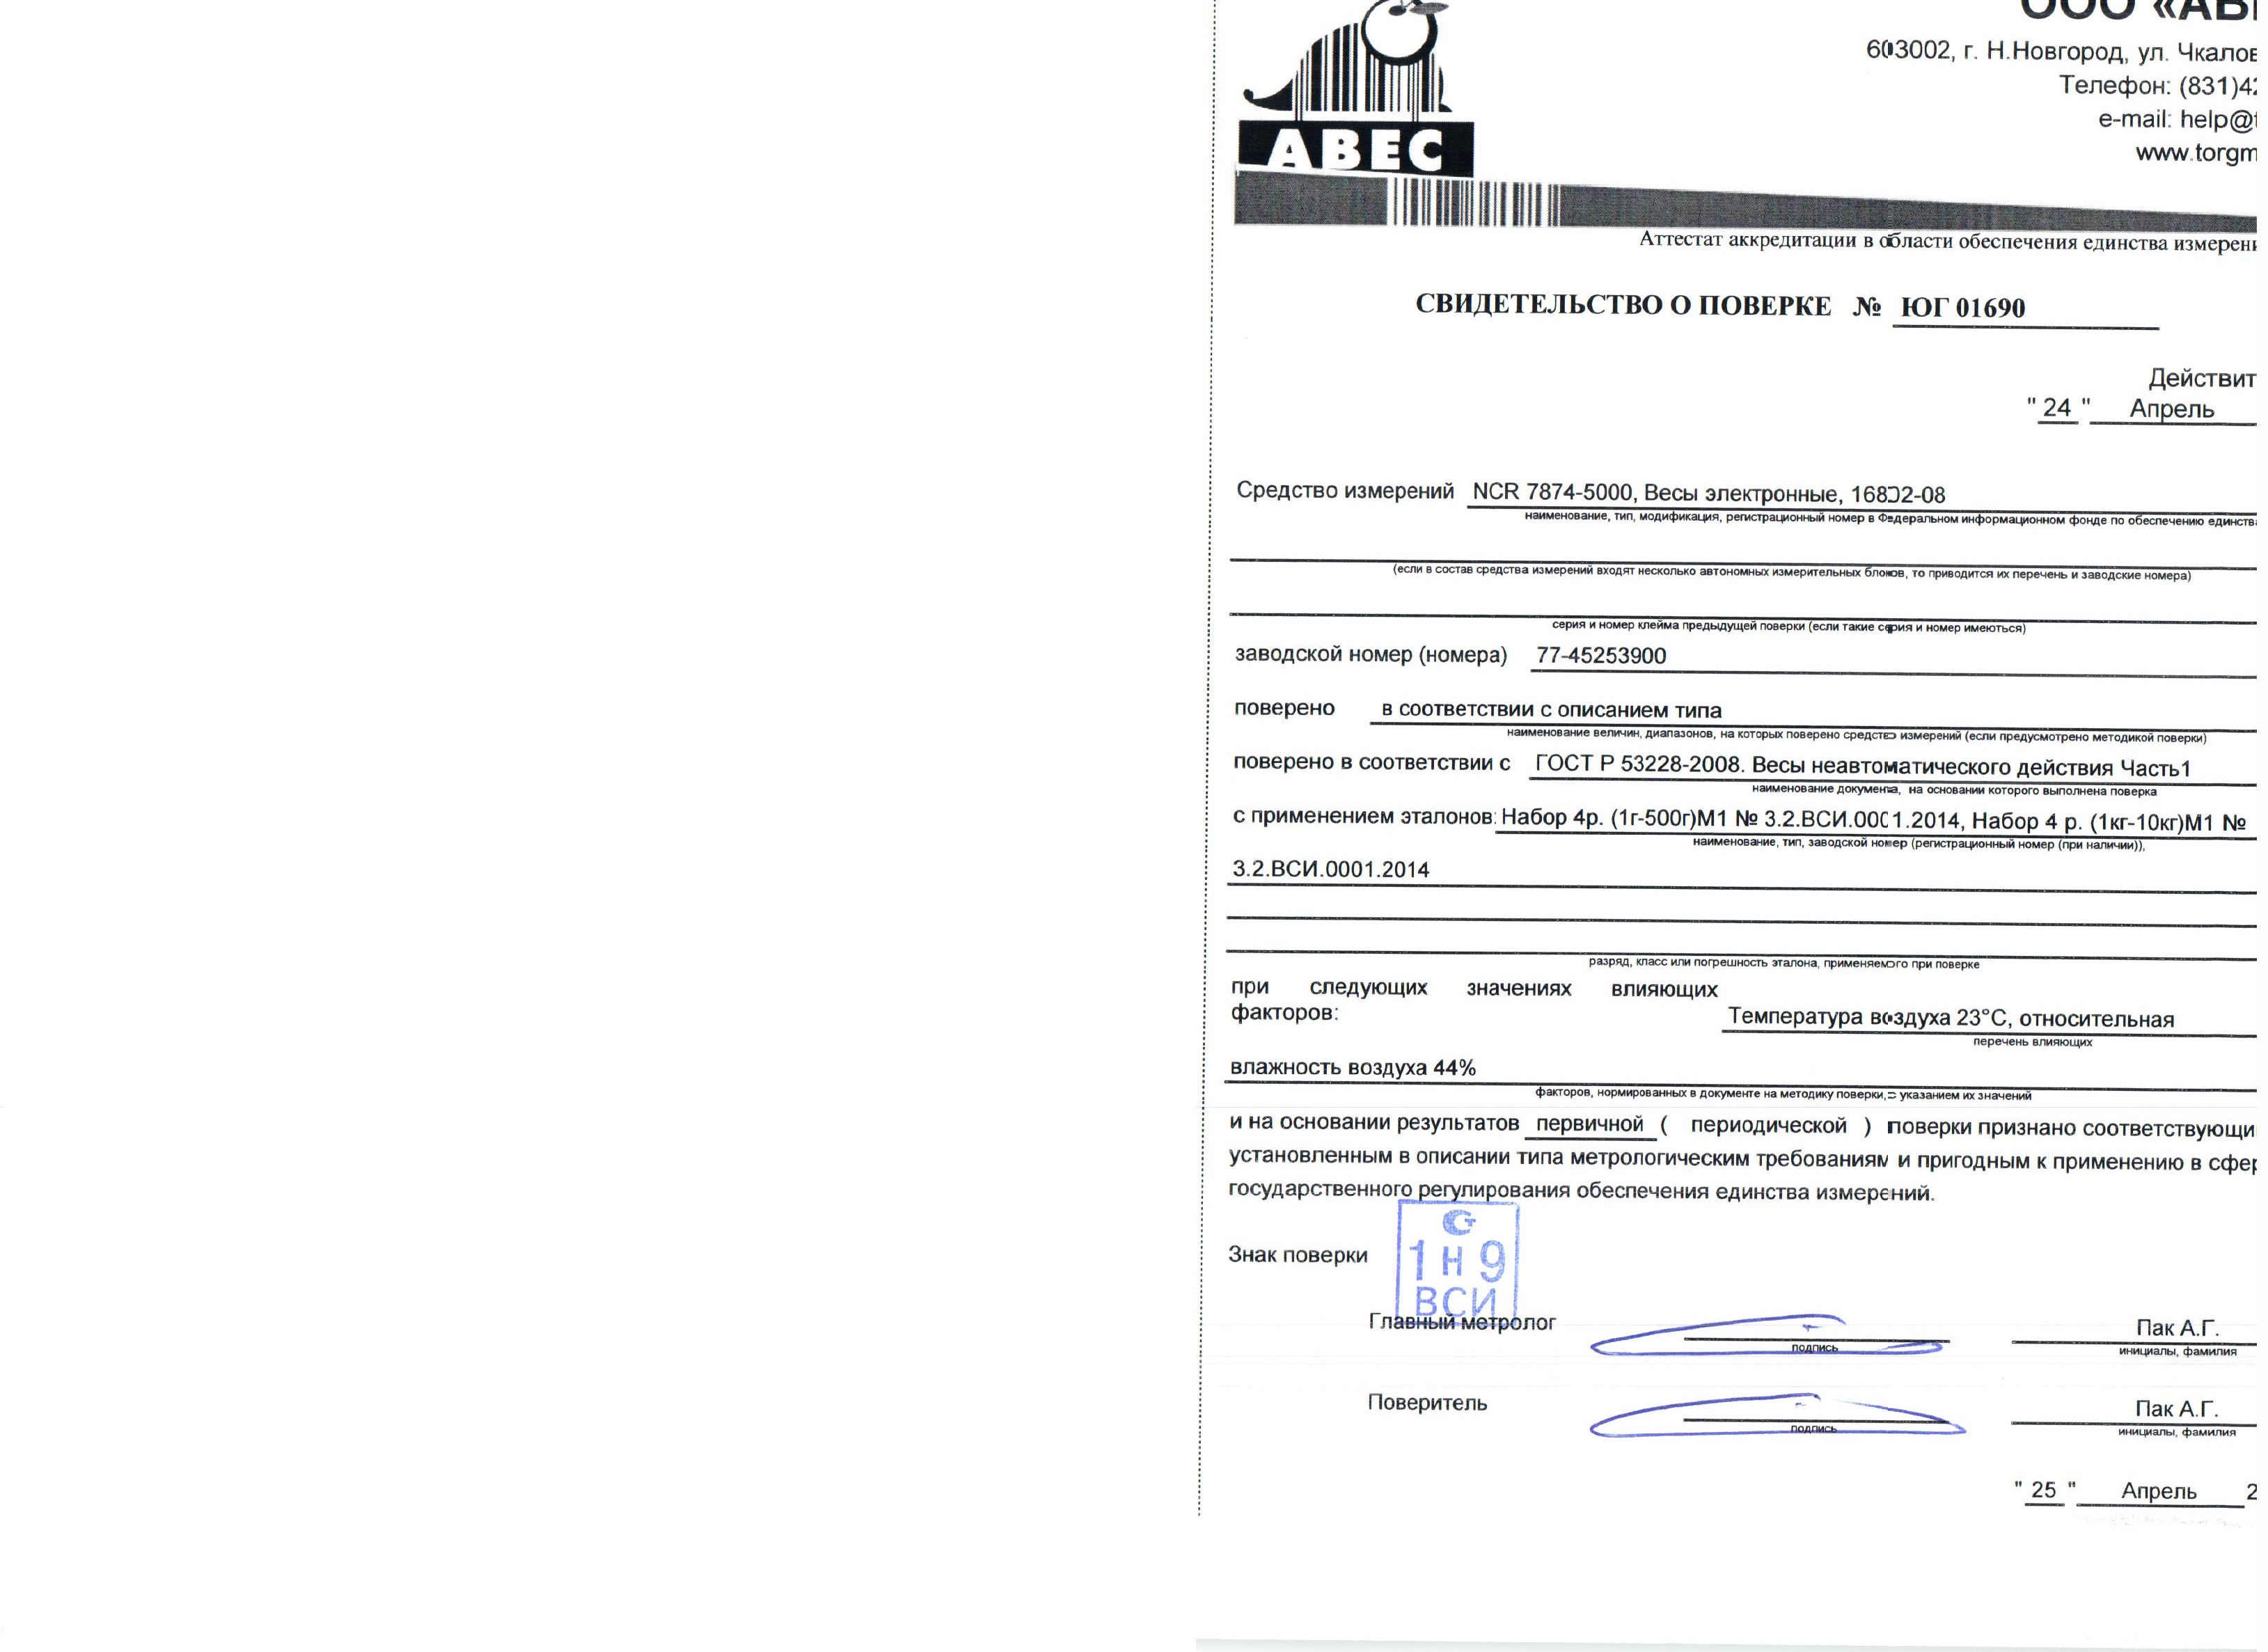 ООО «АВ
603002, г. Н.Новгород, ул. Чкалов
Телефон: (831)42
e-mail: help@t
www.torgm
АВЕС
Аттестат аккредитации в области обеспечения единства измерени
СВИДЕТЕЛЬСТВО О ПОВЕРКЕ № ЮГ 01690
Действит
" 24 " Апрель
Средство измерений NCR 7874-5000, Весы электронные, 16802-08
наименование, тип, модификация, регистрационный номер в Федеральном информационном фонде по обеспечению единства
(если в состав средства измерений входят несколько автономных измерительных блоков, то приводится их перечень и заводские номера)
серия и номер клейма предыдущей поверки (если такие серия и номер имеються)
заводской номер (номера) 77-45253900
поверено в соответствии с описанием типа
наименование величин, диапазонов, на которых поверено средство измерений (если предусмотрено методикой поверки)
поверено в соответствии с ГОСТ Р 53228-2008. Весы неавтоматического действия Часть1
наименование документа, на основании которого выполнена поверка
с применением эталонов: Набор 4р. (1г-500г)М1 № 3.2.ВСИ.0001.2014, Набор 4 р. (1кг-10кг)М1 №
наименование, тип, заводской номер (регистрационный номер (при наличии)),
3.2.ВСИ.0001.2014
разряд, класс или погрешность эталона, применяемого при поверке
при следующих значениях влияющих
факторов: Температура воздуха 23°С, относительная
перечень влияющих
влажность воздуха 44%
факторов, нормированных в документе на методику поверки,с указанием их значений
и на основании результатов первичной ( периодической ) поверки признано соответствующи
установленным в описании типа метрологическим требованиям и пригодным к применению в сфер
государственного регулирования обеспечения единства измерений.
1 Н 9
ВСИ
Знак поверки
Главный метролог Пак А.Г.
подпись инициалы, фамилия
Поверитель Пак А.Г.
подпись инициалы, фамилия
" 25 " Апрель 2